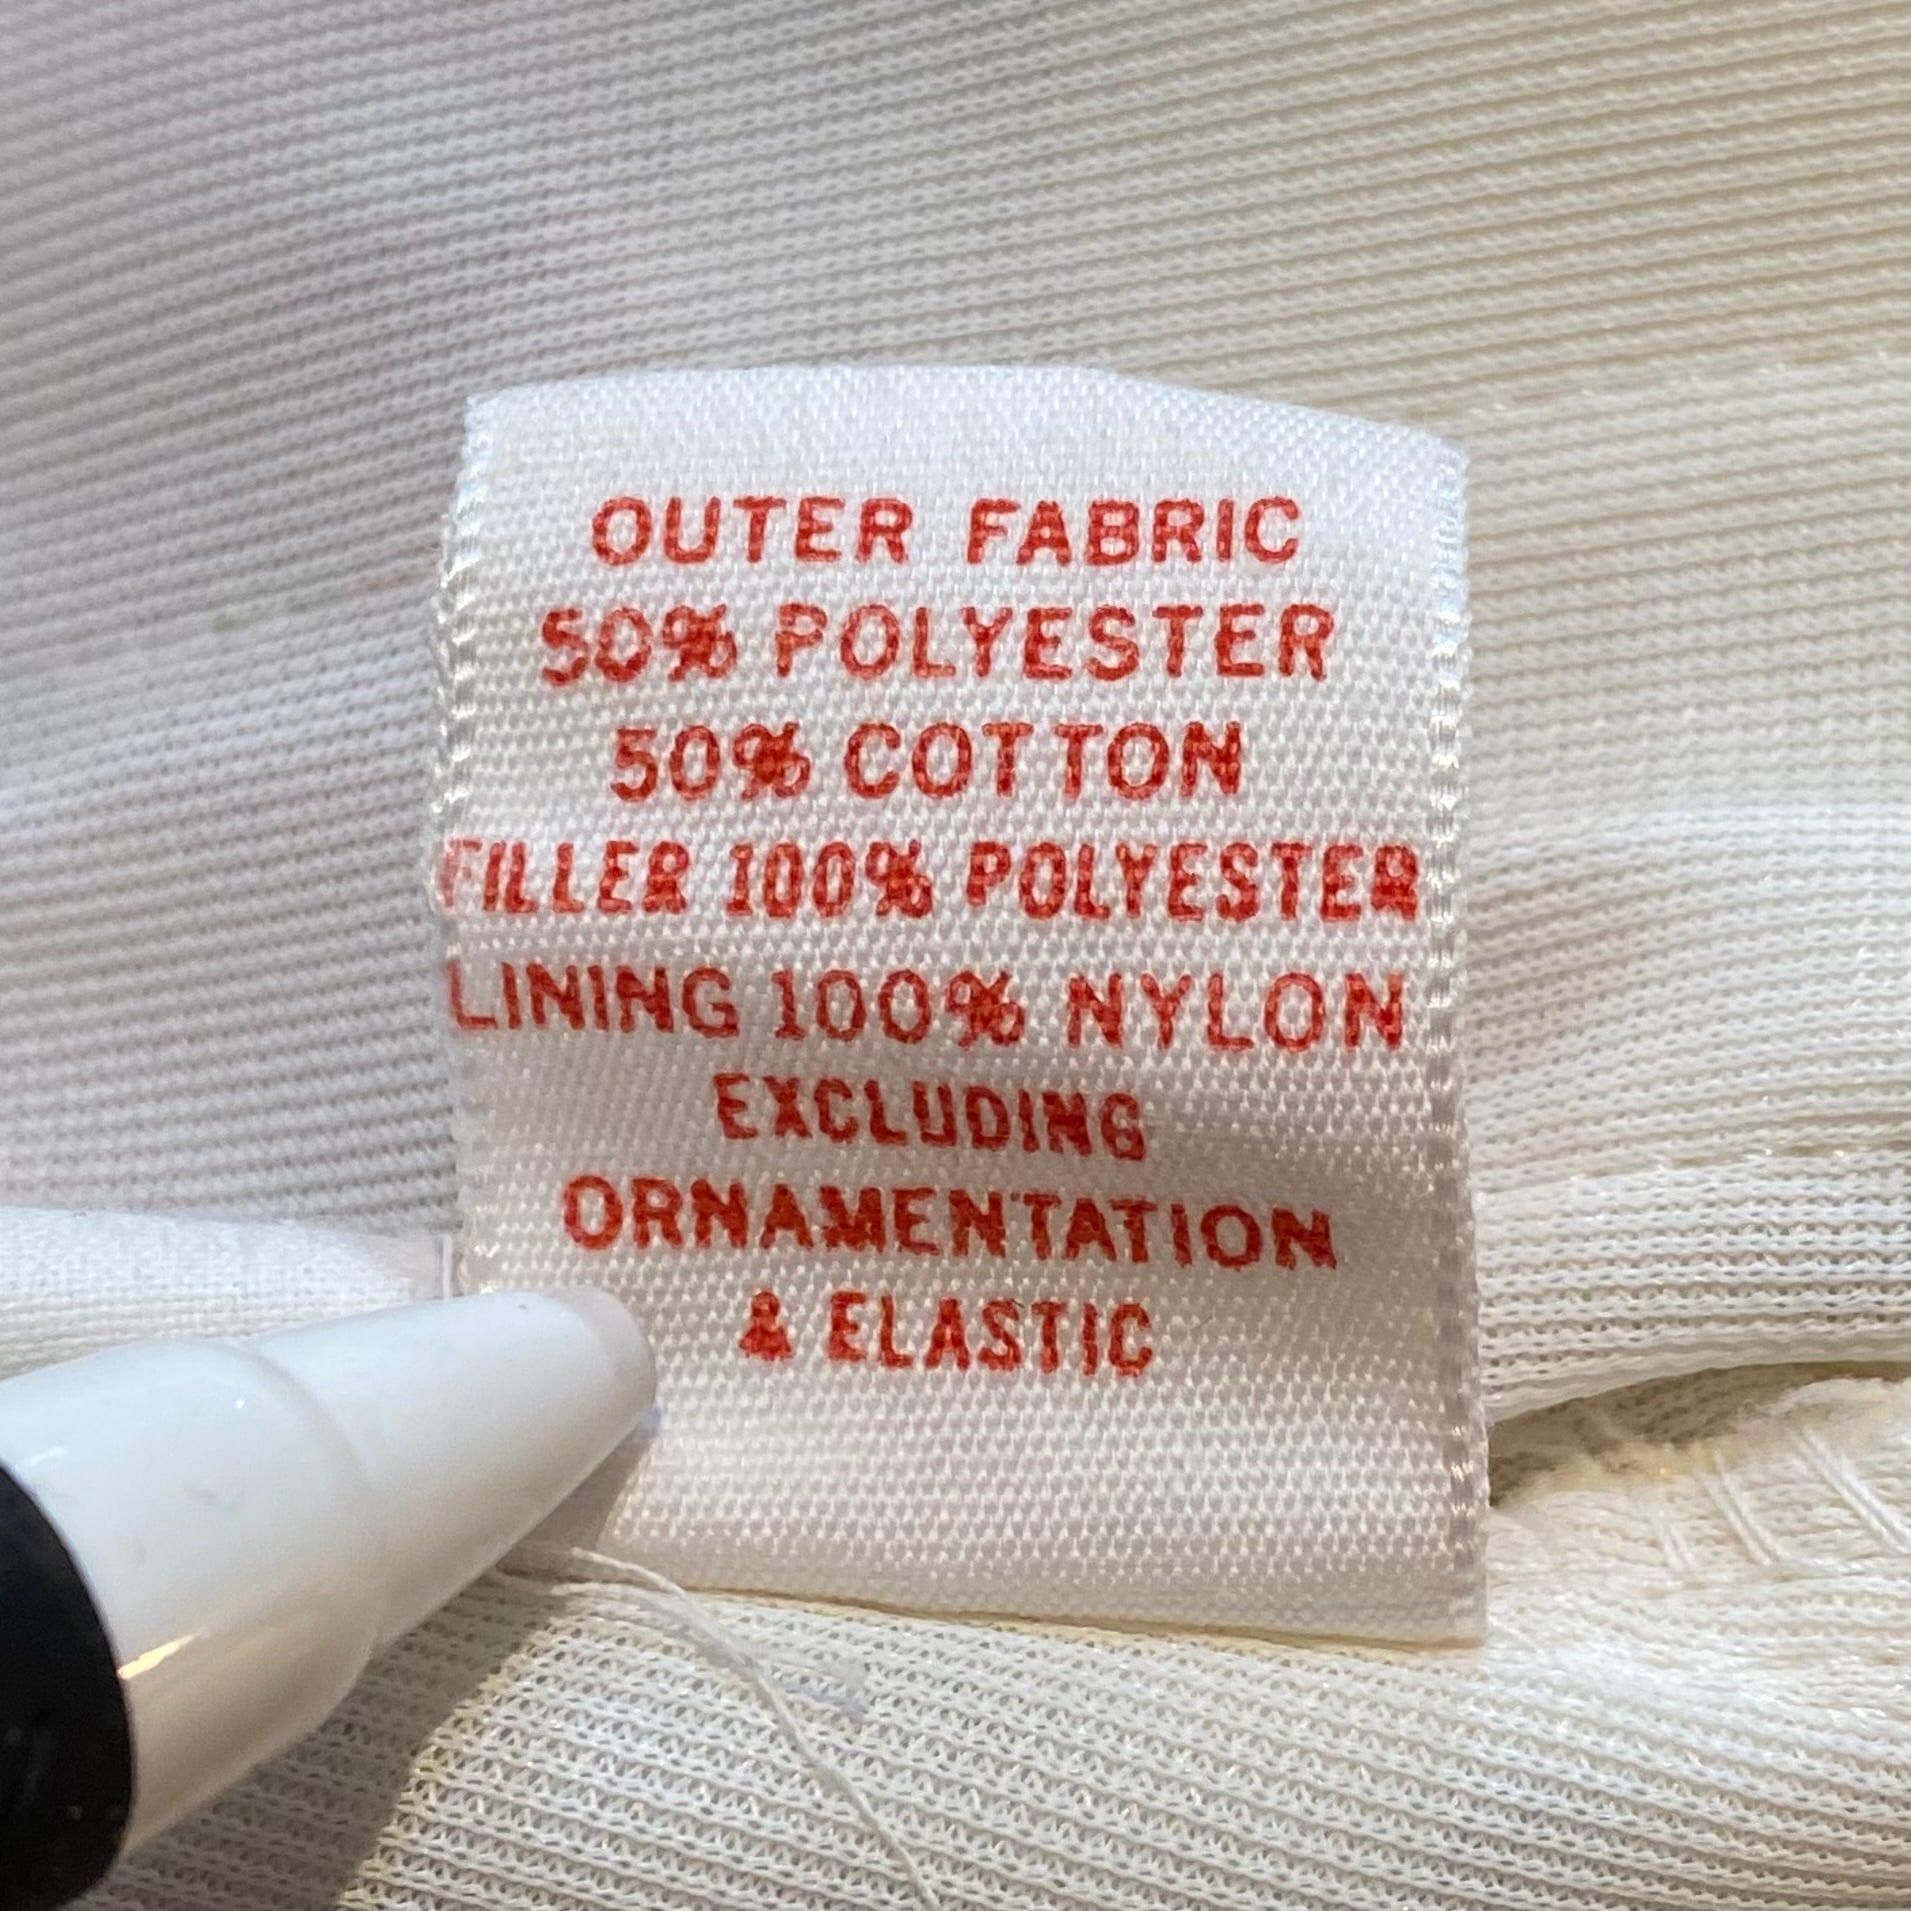 OUTER FABRIC
50% POLYESTER
50% COTTON
FILLER 100% POLYESTER
LINING 100% NYLON
EXCLUDING
ORNAMENTATION
& ELASTIC